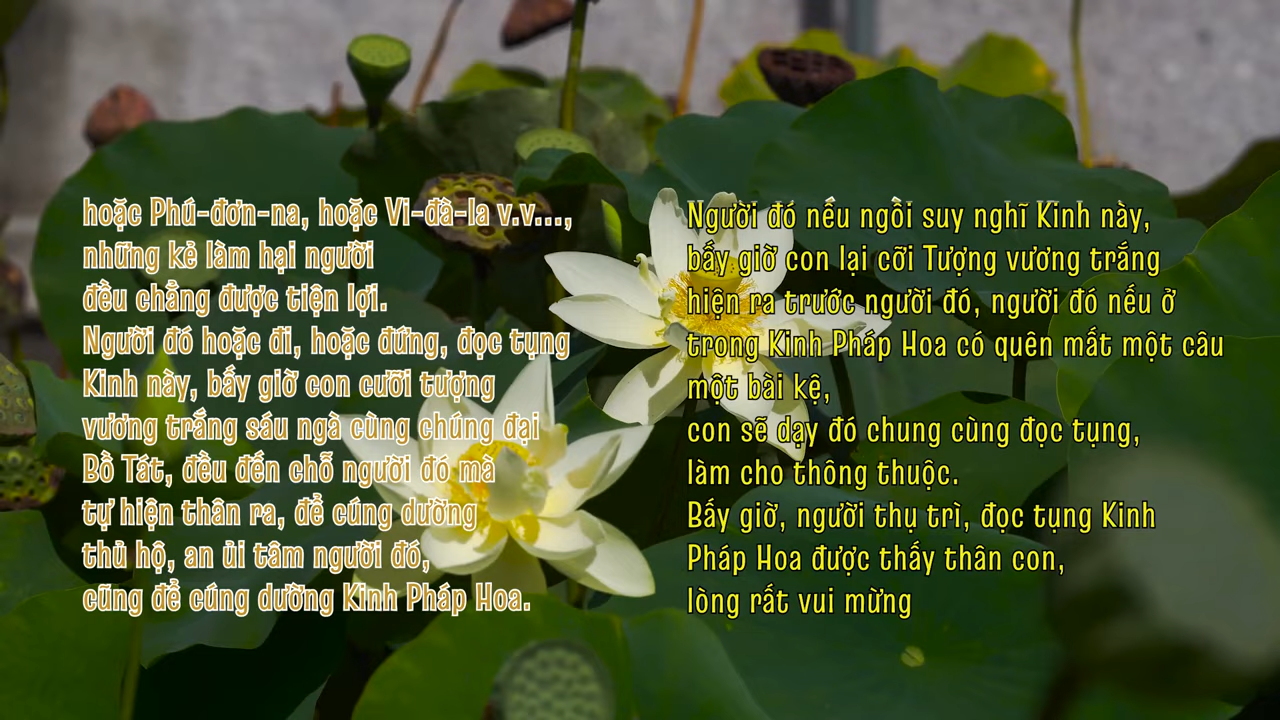 hoặc Phú-đơn-na, hoặc Vi-đà-la v.v...,
những kẻ làm hại người
đều chẳng được tiện lợi.
Người đó hoặc đi, hoặc đứng, đọc tụng
Kinh này, bấy giờ con cưỡi tượng
vương trắng sáu ngà cùng chúng đại
Bồ Tát, đều đến chỗ người đó mà
tự hiện thân ra, để cúng dường
thủ hộ, an ủi tâm người đó,
cũng để cúng dường Kinh Pháp Hoa.
Người đó nếu ngồi suy nghĩ Kinh này,
bấy giờ con lại cỡi Tượng vương trắng
hiện ra trước người đó, người đó nếu ở
trong Kinh Pháp Hoa có quên mất một câu
một bài kệ,
con sẽ dạy đó chung cùng đọc tụng,
làm cho thông thuộc.
Bấy giờ, người thụ trì, đọc tụng Kinh
Pháp Hoa được thấy thân con,
lòng rất vui mừng